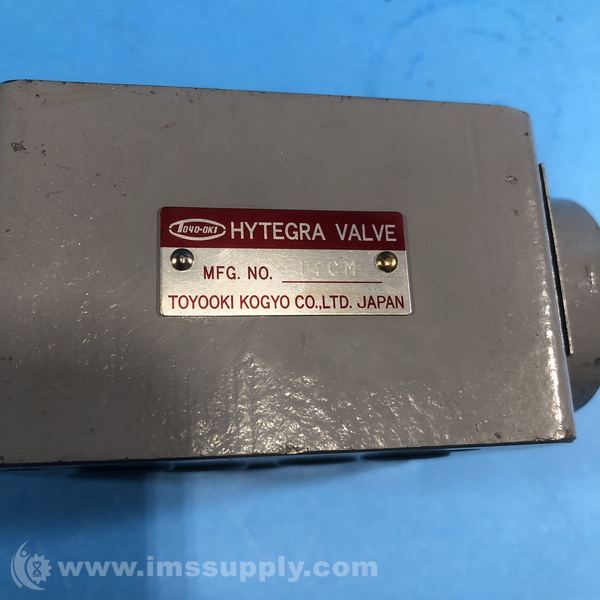 TOYO-OKI HYTEGRA VALVE
MFG. NO.
TOYOOKI KOGYO CO.,LTD. JAPAN
www.imssupply.com